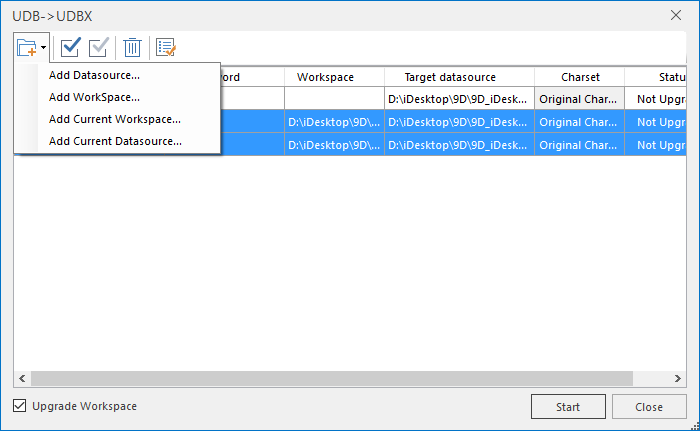 UDB->UDBX
Add Datasource...
Add WorkSpace...
Add Current Workspace...
Add Current Datasource...
ord Workspace Target datasource Charset Statu
D:\iDesktop\9D\9D_iDesk... Original Char... Not Upgr
D:\iDesktop\9D\... D:\iDesktop\9D\9D_iDesk... Original Char... Not Upgr
D:\iDesktop\9D\... D:\iDesktop\9D\9D_iDesk... Original Char... Not Upgr
Upgrade Workspace
Start
Close